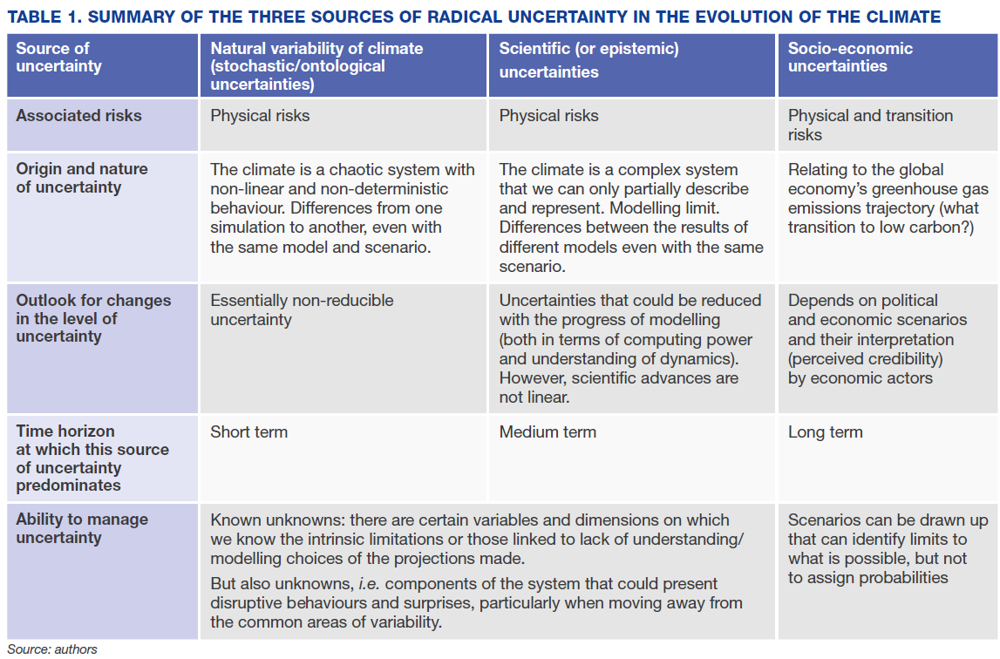 TABLE 1. SUMMARY OF THE THREE SOURCES OF RADICAL UNCERTAINTY IN THE EVOLUTION OF THE CLIMATE
Source of
uncertainty
Natural variability of climate
(stochastic/ontological
uncertainties)
Scientific (or epistemic)
uncertainties
Socio-economic
uncertainties
Associated risks
Physical risks
Physical risks
Physical and transition
risks
Origin and nature
of uncertainty
The climate is a chaotic system with
non-linear and non-deterministic
behaviour. Differences from one
simulation to another, even with
the same model and scenario.
The climate is a complex system
that we can only partially describe
and represent. Modelling limit.
Differences between the results of
different models even with the same
scenario.
Relating to the global
economy’s greenhouse gas
emissions trajectory (what
transition to low carbon?)
Outlook for changes
in the level of
uncertainty
Essentially non-reducible
uncertainty
Uncertainties that could be reduced
with the progress of modelling
(both in terms of computing power
and understanding of dynamics).
However, scientific advances are
not linear.
Depends on political
and economic scenarios
and their interpretation
(perceived credibility)
by economic actors
Time horizon
at which this source
of uncertainty
predominates
Short term
Medium term
Long term
Ability to manage
uncertainty
Known unknowns: there are certain variables and dimensions on which
we know the intrinsic limitations or those linked to lack of understanding/
modelling choices of the projections made.
But also unknowns, i.e. components of the system that could present
disruptive behaviours and surprises, particularly when moving away from
the common areas of variability.
Scenarios can be drawn up
that can identify limits to
what is possible, but not
to assign probabilities
Source: authors